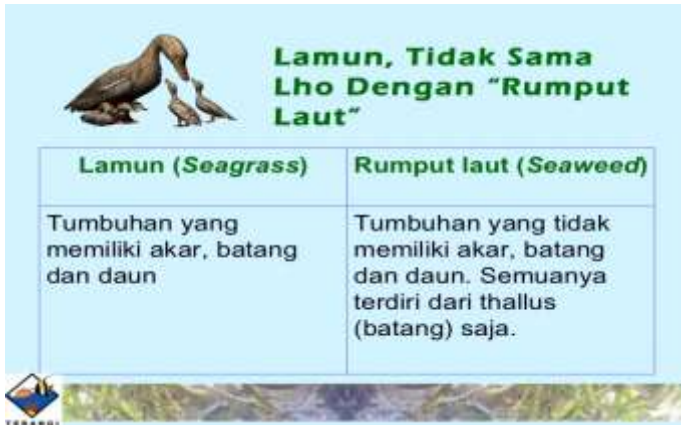 Lamun, Tidak Sama
Lho Dengan "Rumput
Laut"
Lamun (Seagrass)
Rumput laut (Seaweed)
Tumbuhan yang
memiliki akar, batang
dan daun
Tumbuhan yang tidak
memiliki akar, batang
dan daun. Semuanya
terdiri dari thallus
(batang) saja.
TERANGI